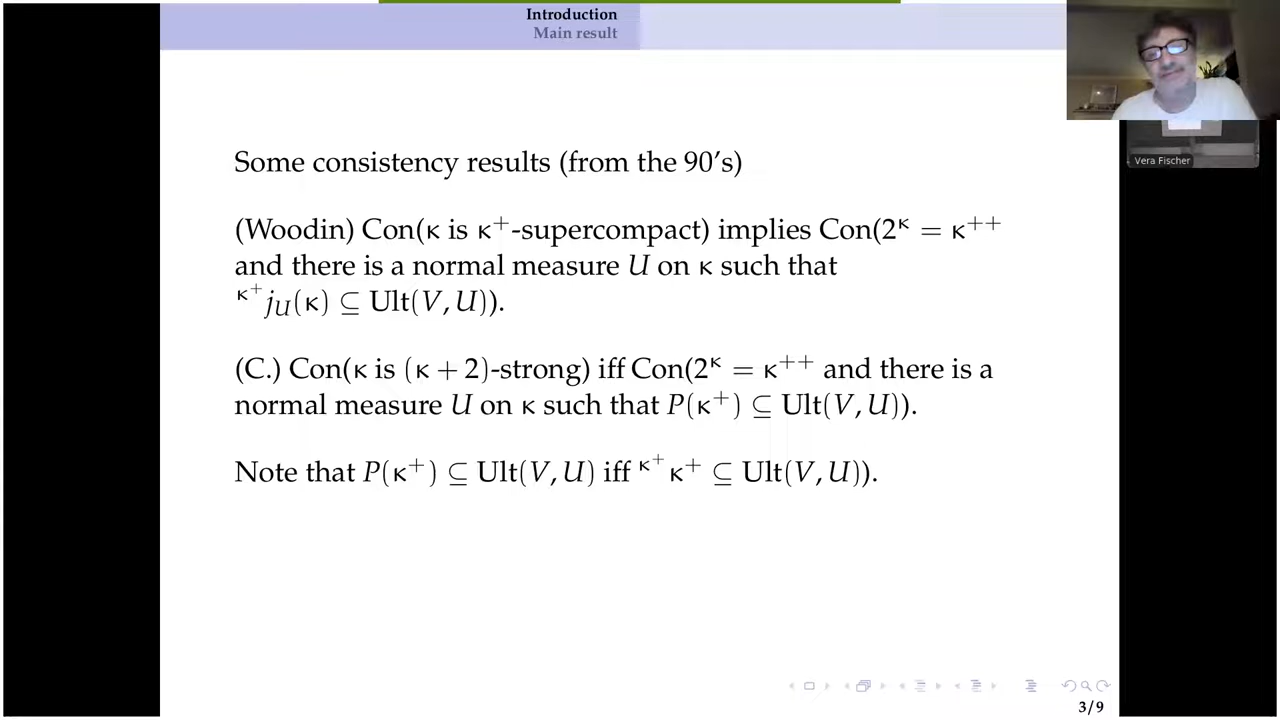 Introduction
Main result
Some consistency results (from the 90's)
(Woodin) Con(κ is κ⁺-supercompact) implies Con(2^κ = κ⁺⁺
and there is a normal measure U on κ such that
^{κ⁺}j_U(κ) ⊆ Ult(V, U)).
(C.) Con(κ is (κ + 2)-strong) iff Con(2^κ = κ⁺⁺ and there is a
normal measure U on κ such that P(κ⁺) ⊆ Ult(V, U)).
Note that P(κ⁺) ⊆ Ult(V, U) iff ^{κ⁺}κ⁺ ⊆ Ult(V, U)).
Vera Fischer
3/9